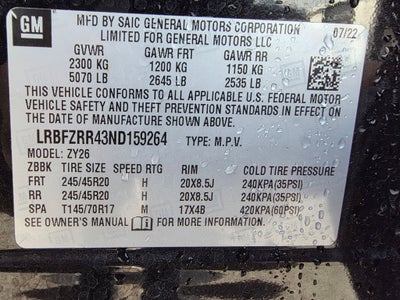 GM
MFD BY SAIC GENERAL MOTORS CORPORATION
LIMITED FOR GENERAL MOTORS LLC
07/22
GVWR GAWR FRT GAWR RR
2300 KG 1200 KG 1150 KG
5070 LB 2645 LB 2535 LB
THIS VEHICLE CONFORMS TO ALL APPLICABLE U.S. FEDERAL MOTOR
VEHICLE SAFETY, BUMPER, AND THEFT PREVENTION STANDARDS IN EFFECT ON
THE DATE OF MANUFACTURE SHOWN ABOVE.
LRBFZRR43ND159264 TYPE: M.P.V.
MODEL: ZY26
ZBBK TIRE SIZE SPEED RTG RIM COLD TIRE PRESSURE
FRT 245/45R20 H 20X8.5J 240KPA(35PSI)
RR 245/45R20 H 20X8.5J 240KPA(35PSI)
SPA T145/70R17 M 17X4B 420KPA(60PSI)
SEE OWNER'S MANUAL FOR MORE INFORMATION